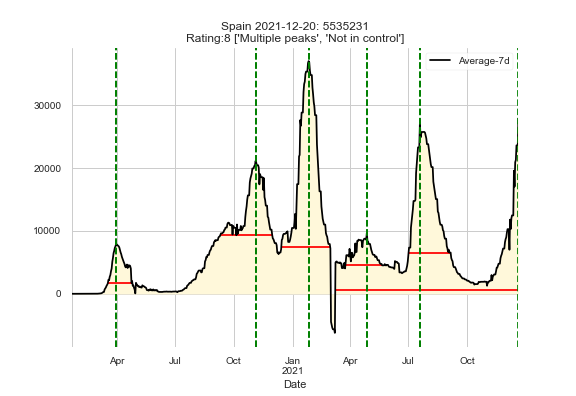 Spain 2021-12-20: 5535231
Rating:8 ['Multiple peaks', 'Not in control']
Average-7d
30000
20000
10000
0
Apr
Jul
Oct
Jan
2021
Apr
Jul
Oct
Date